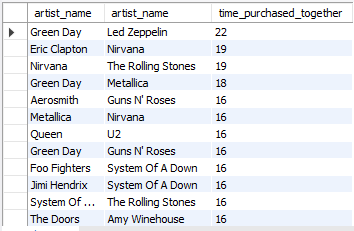 artist_name artist_name time_purchased_together
Green Day Led Zeppelin 22
Eric Clapton Nirvana 19
Nirvana The Rolling Stones 19
Green Day Metallica 18
Aerosmith Guns N' Roses 16
Metallica Nirvana 16
Queen U2 16
Green Day Guns N' Roses 16
Foo Fighters System Of A Down 16
Jimi Hendrix System Of A Down 16
System Of ... The Rolling Stones 16
The Doors Amy Winehouse 16